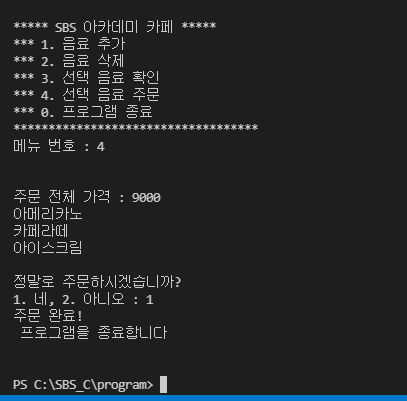 ***** SBS 아카데미 카페 *****
*** 1. 음료 추가
*** 2. 음료 삭제
*** 3. 선택 음료 확인
*** 4. 선택 음료 주문
*** 0. 프로그램 종료
***********************************
메뉴 번호 : 4
주문 전체 가격 : 9000
아메리카노
카페라떼
아이스크림
정말로 주문하시겠습니까?
1. 네, 2. 아니오 : 1
주문 완료!
프로그램을 종료합니다
PS C:\SBS_C\program>